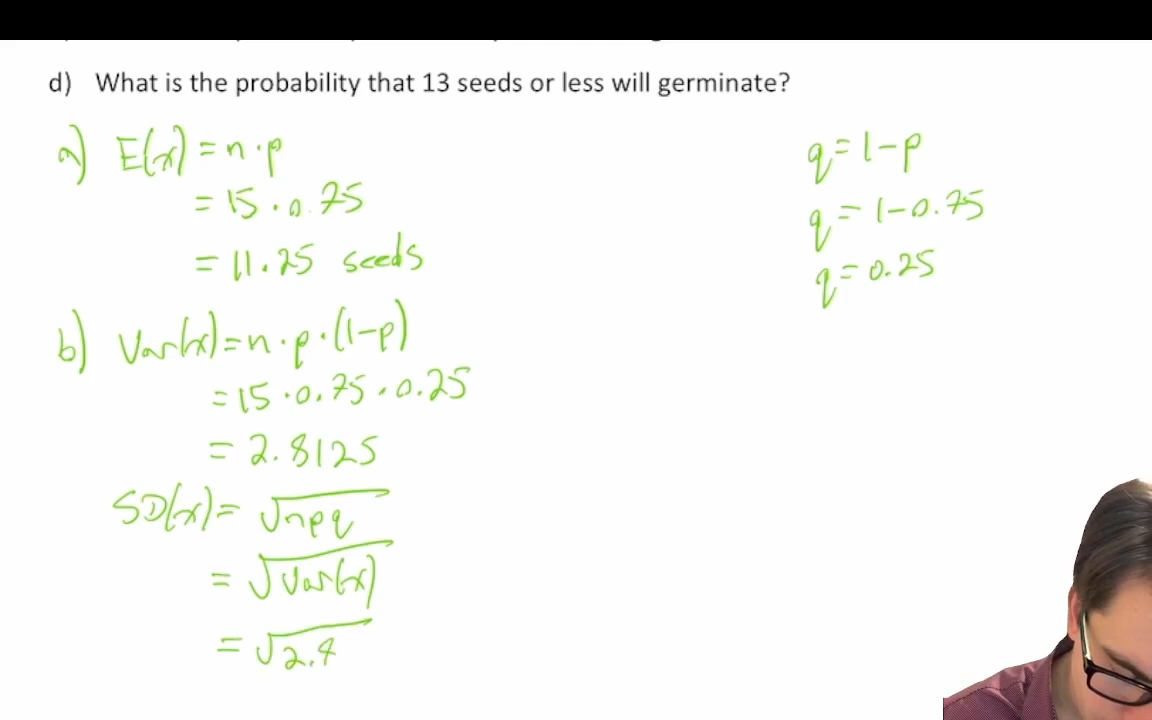 d) What is the probability that 13 seeds or less will germinate?
a) E(x) = n · p
= 15 · 0.75
= 11.25 seeds
b) Var(x) = n · p · (1-p)
= 15 · 0.75 · 0.25
= 2.8125
SD(x) = √npq
= √Var(x)
= √2.8
q = 1-p
q = 1-0.75
q = 0.25